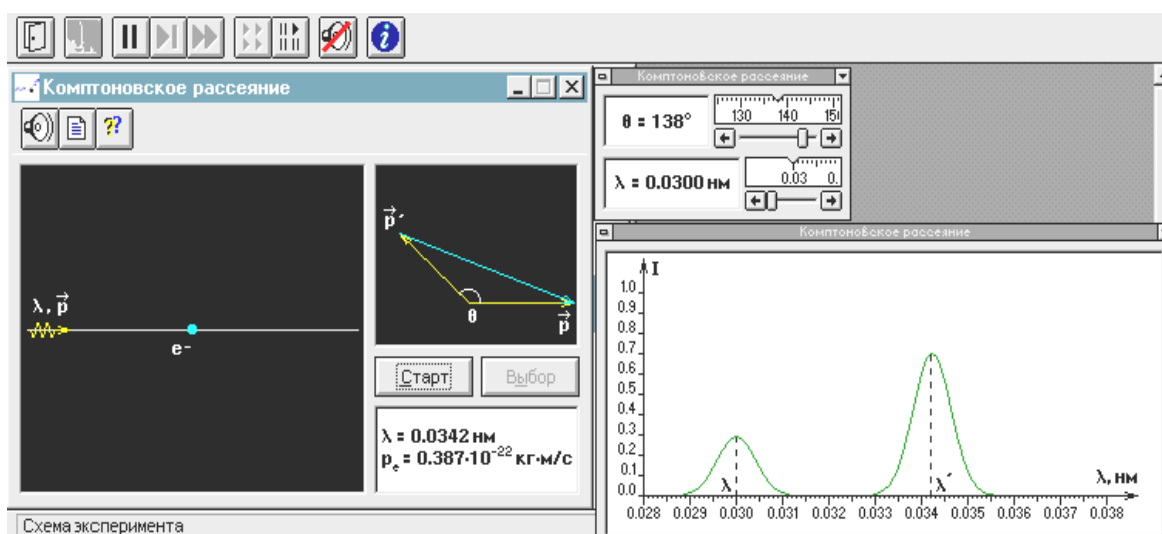 Комптоновское рассеяние
λ, p⃗
e⁻
p⃗´
θ
p⃗
Старт
Выбор
λ = 0.0342 нм
pₑ = 0.387·10⁻²² кг·м/с
Схема эксперимента
Комптоновское рассеяние
θ = 138°
130 140 15
λ = 0.0300 нм
0.03 0.
Комптоновское рассеяние
I
1.0
0.9
0.8
0.7
0.6
0.5
0.4
0.3
0.2
0.1
0.0
λ λ´ λ, нм
0.028 0.029 0.030 0.031 0.032 0.033 0.034 0.035 0.036 0.037 0.038